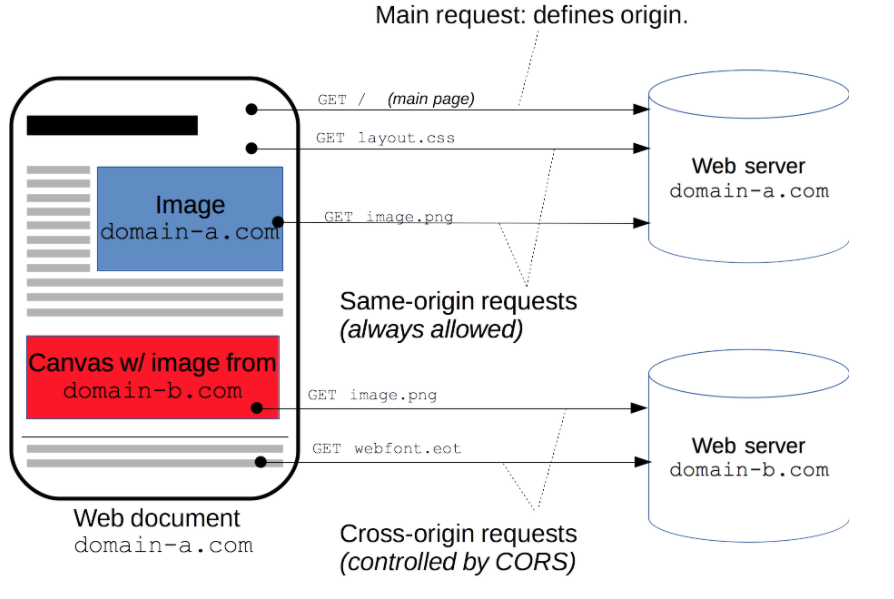 Main request: defines origin.
GET / (main page)
GET layout.css
Web server
domain-a.com
Image
domain-a.com
GET image.png
Same-origin requests
(always allowed)
Canvas w/ image from
domain-b.com
GET image.png
GET webfont.eot
Web server
domain-b.com
Web document
domain-a.com
Cross-origin requests
(controlled by CORS)